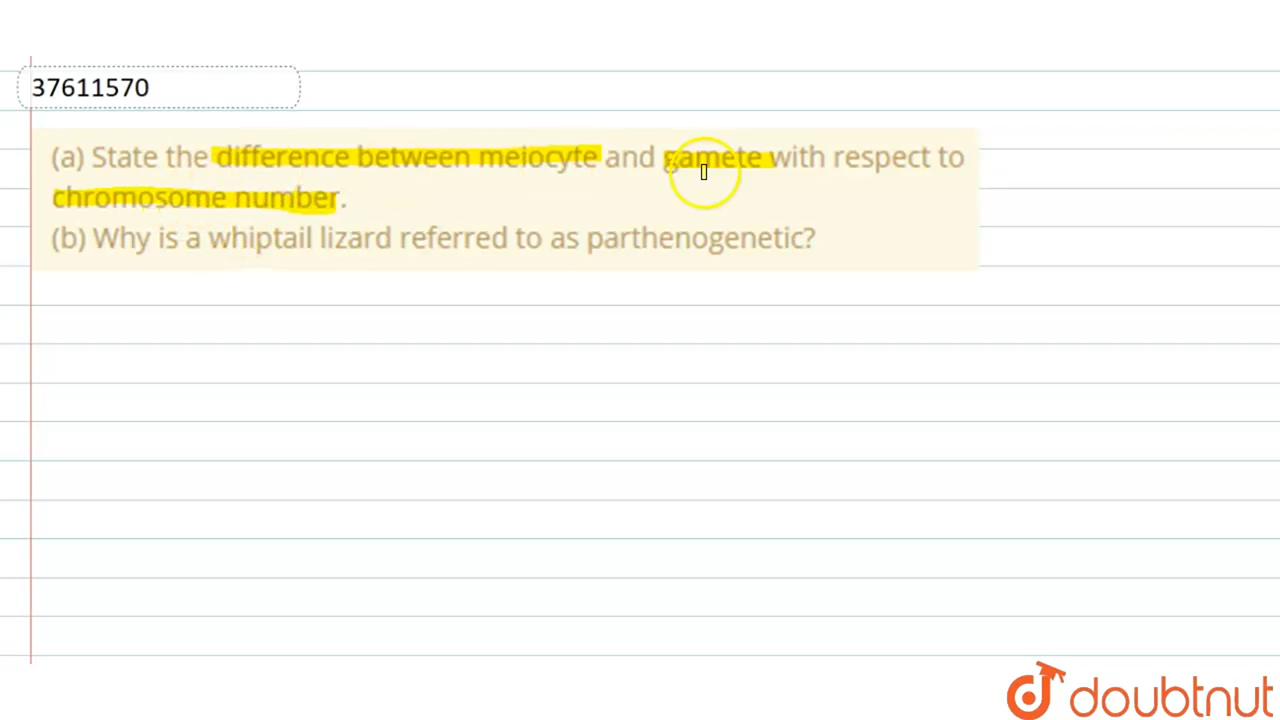 37611570
(a) State the difference between meiocyte and gamete with respect to
chromosome number.
(b) Why is a whiptail lizard referred to as parthenogenetic?
doubtnut